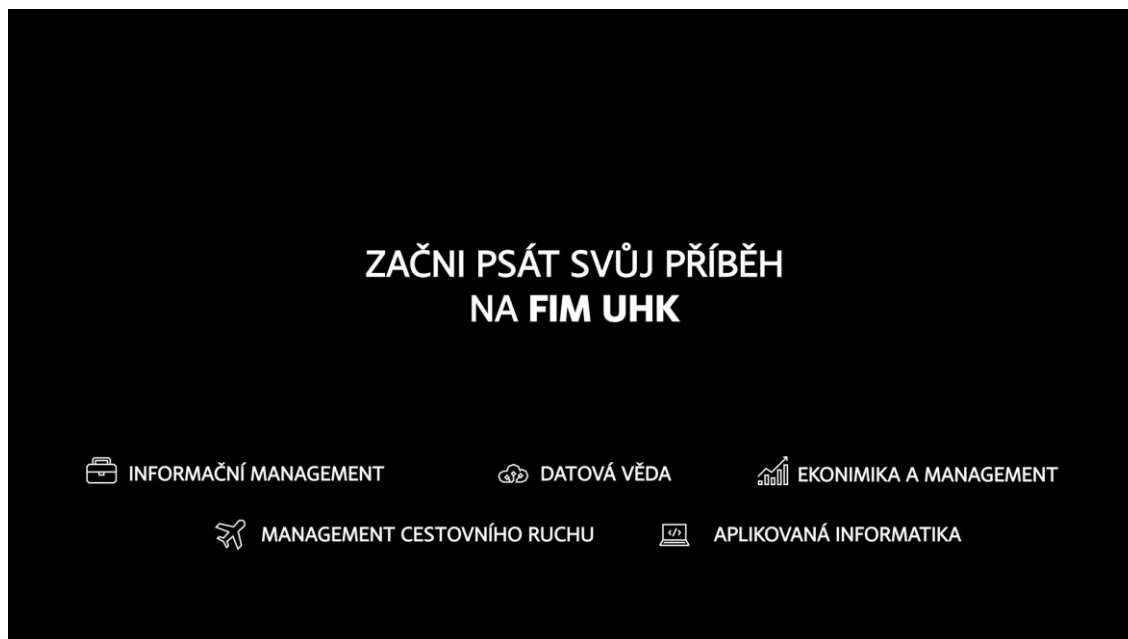 ZAČNI PSÁT SVŮJ PŘÍBĚH
NA FIM UHK
INFORMAČNÍ MANAGEMENT
DATOVÁ VĚDA
EKONIMIKA A MANAGEMENT
MANAGEMENT CESTOVNÍHO RUCHU
APLIKOVANÁ INFORMATIKA